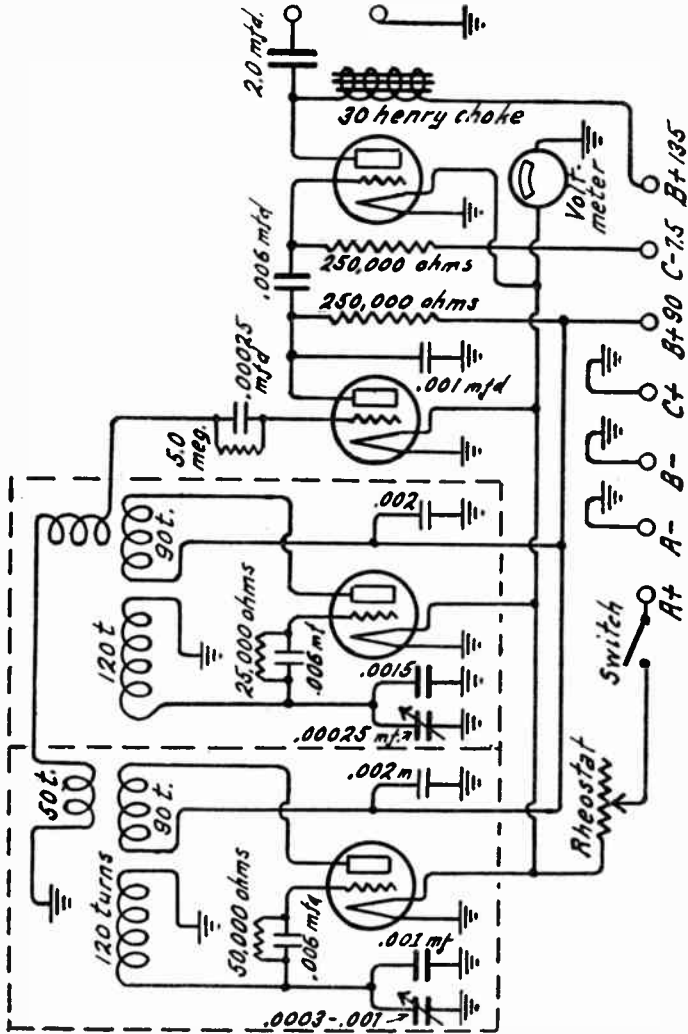 2.0 mfd.
30 henry choke
.006 mfd
250,000 ohms
250,000 ohms
.00025
mfd
5.0
meg.
.001 mfd
Volt-
meter
B+135
C-7.5
B+90
C+
B-
A-
A+
Switch
Rheostat
90 t.
120 t
25,000 ohms
.006 mf
.002
.0015
.00025 mf.
50 t.
90 t.
120 turns
50,000 ohms
.006 mfd
.002 m
.001 mf
.0003-.001